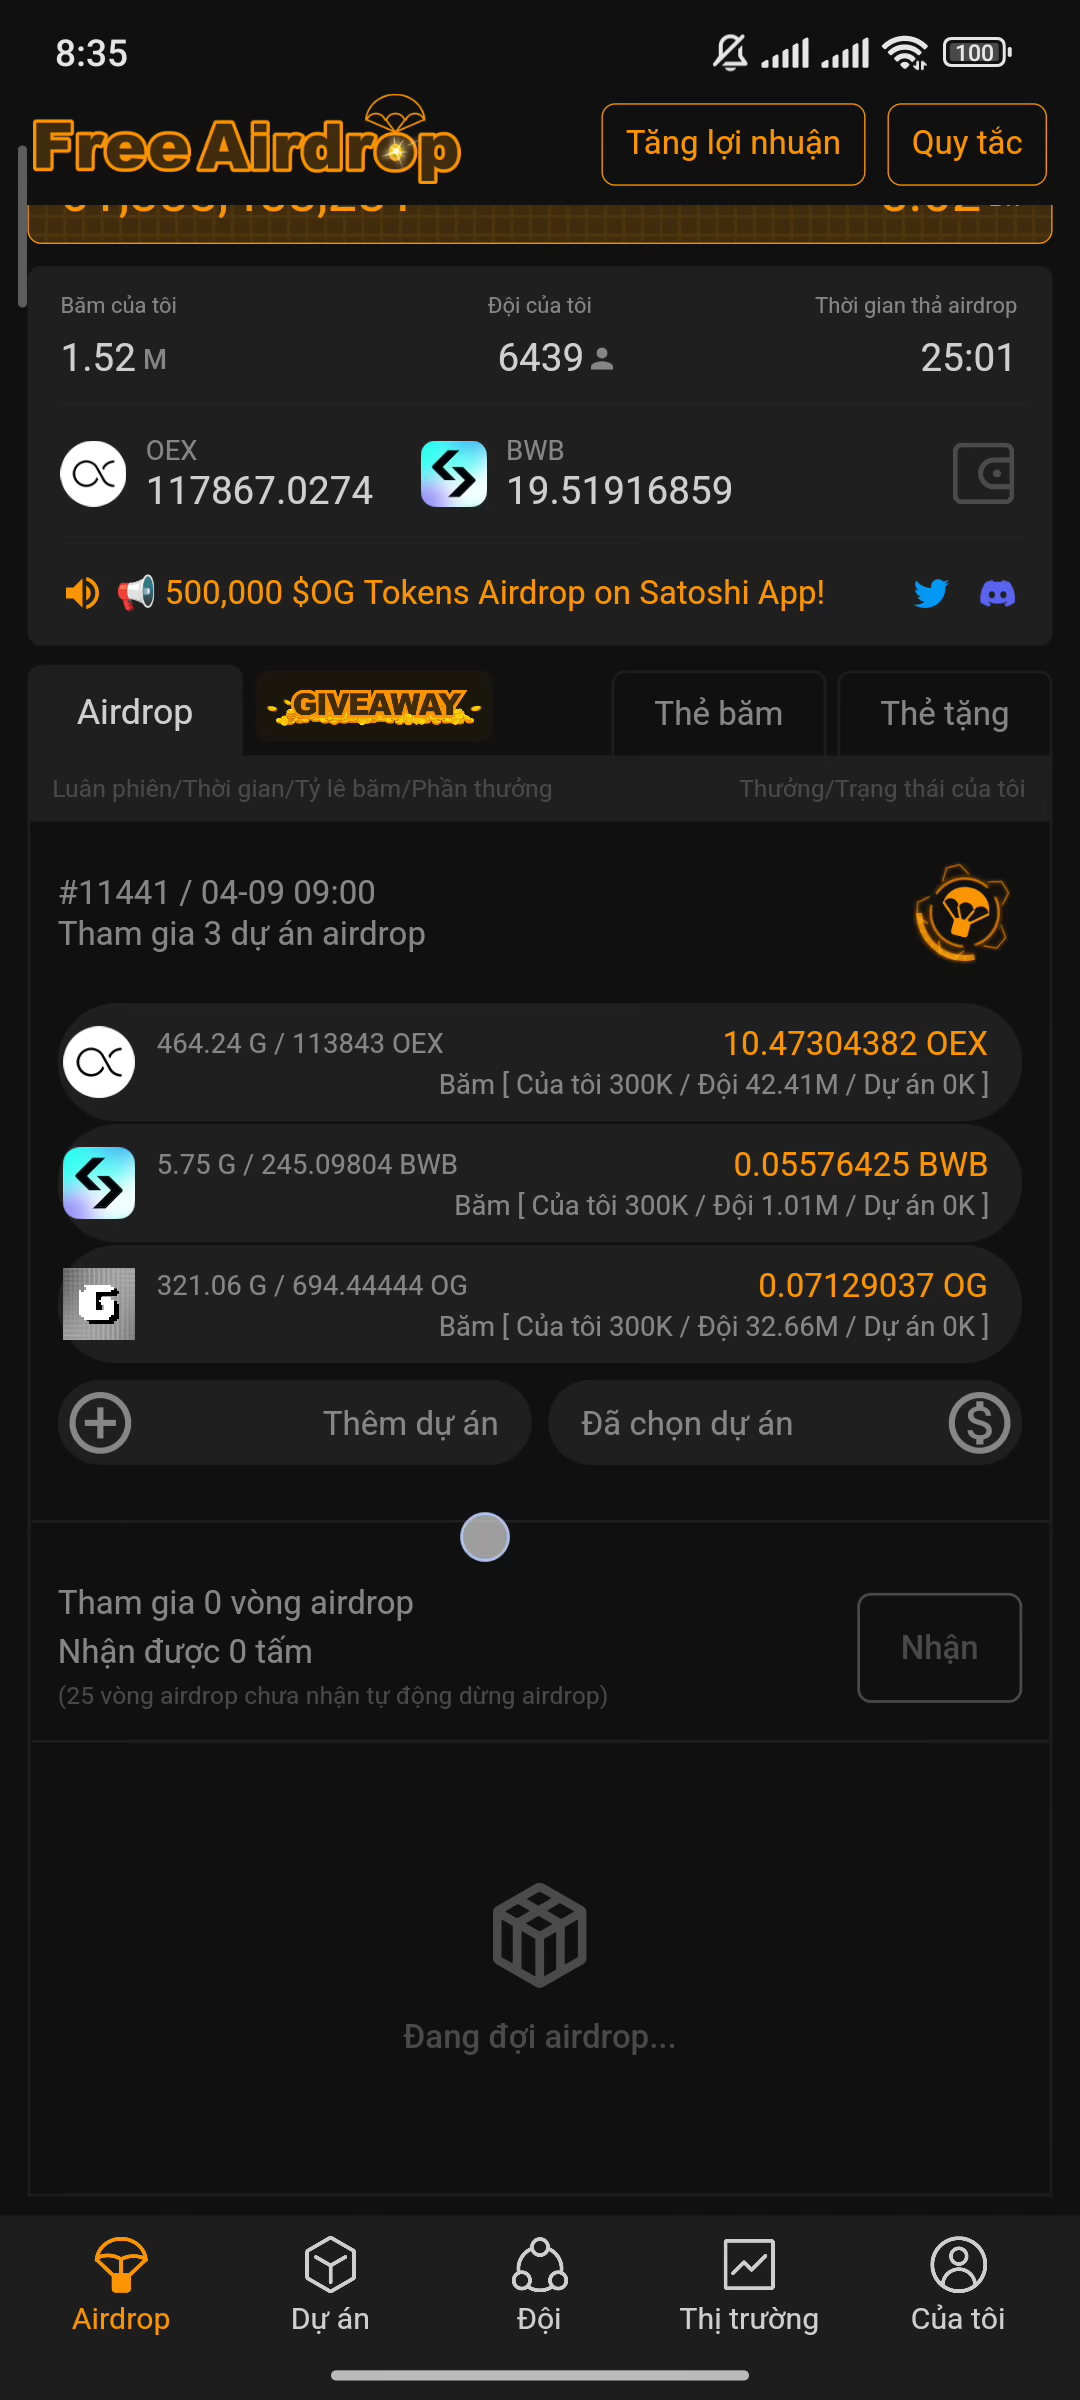 8:35
100
Free Airdrop
Tăng lợi nhuận
Quy tắc
Băm của tôi
Đội của tôi
Thời gian thả airdrop
1.52 M
6439
25:01
OEX
117867.0274
BWB
19.51916859
500,000 $OG Tokens Airdrop on Satoshi App!
Airdrop
GIVEAWAY
Thẻ băm
Thẻ tặng
Luân phiên/Thời gian/Tỷ lê băm/Phần thưởng
Thưởng/Trạng thái của tôi
#11441 / 04-09 09:00
Tham gia 3 dự án airdrop
464.24 G / 113843 OEX
10.47304382 OEX
Băm [ Của tôi 300K / Đội 42.41M / Dự án 0K ]
5.75 G / 245.09804 BWB
0.05576425 BWB
Băm [ Của tôi 300K / Đội 1.01M / Dự án 0K ]
321.06 G / 694.44444 OG
0.07129037 OG
Băm [ Của tôi 300K / Đội 32.66M / Dự án 0K ]
Thêm dự án
Đã chọn dự án
Tham gia 0 vòng airdrop
Nhận được 0 tấm
(25 vòng airdrop chưa nhận tự động dừng airdrop)
Nhận
Đang đợi airdrop...
Airdrop
Dự án
Đội
Thị trường
Của tôi